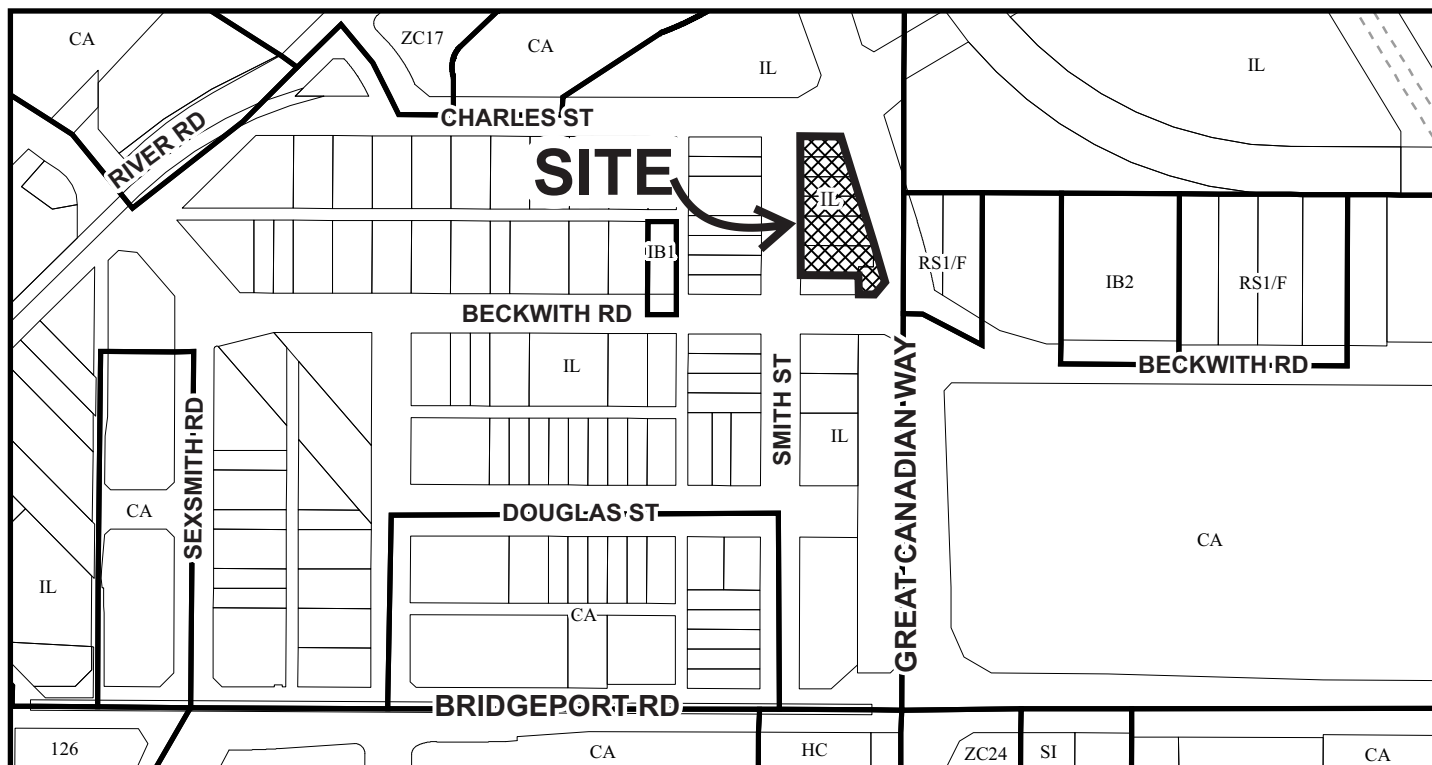 CA
ZC17
CA
IL
IL
CHARLES ST
RIVER RD
SITE
IL
IB1
RS1/F
IB2
RS1/F
BECKWITH RD
IL
BECKWITH RD
SMITH ST
SEXSMITH RD
IL
GREAT CANADIAN WAY
CA
DOUGLAS ST
CA
IL
CA
BRIDGEPORT RD
126
CA
HC
ZC24
SI
CA